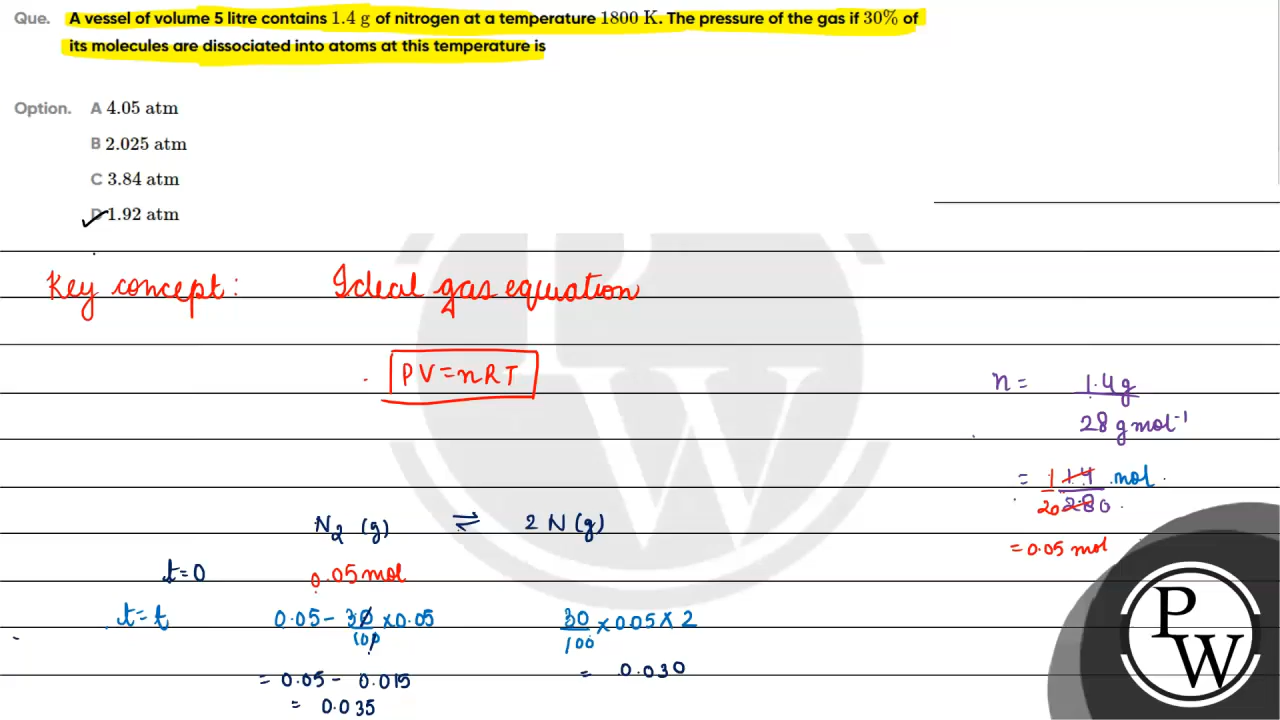 Que. A vessel of volume 5 litre contains 1.4 g of nitrogen at a temperature 1800 K. The pressure of the gas if 30% of
its molecules are dissociated into atoms at this temperature is
Option. A 4.05 atm
B 2.025 atm
C 3.84 atm
D 1.92 atm
Key concept: Ideal gas equation
PV = nRT
n = 1.4g / 28 g mol⁻¹
= 1/20 14/280 mol
= 0.05 mol
N₂ (g) ⇌ 2 N (g)
t=0 0.05 mol
t=t 0.05 - 30/100 × 0.05 30/100 × 0.05 × 2
= 0.05 - 0.015 = 0.030
= 0.035
P
W